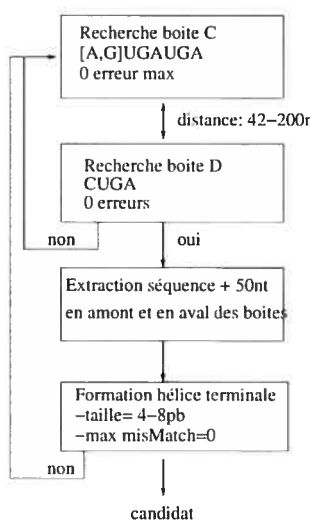 Recherche boite C
[A,G]UGAUGA
0 erreur max
distance: 42-200n
Recherche boite D
CUGA
0 erreurs
non
oui
Extraction séquence + 50nt
en amont et en aval des boites
Formation hélice terminale
-taille= 4-8pb
-max misMatch=0
non
candidat